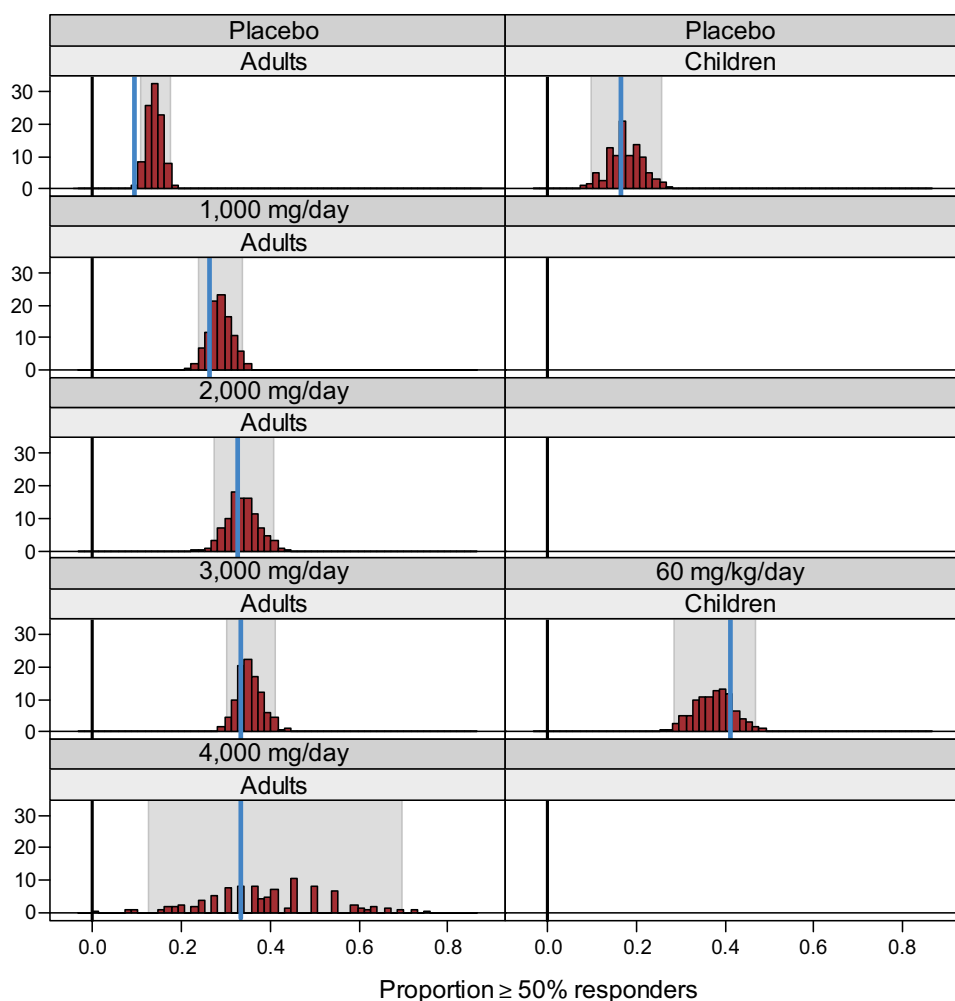 Placebo Placebo
Adults Children
30
20
10
0
1,000 mg/day
Adults
30
20
10
0
2,000 mg/day
Adults
30
20
10
0
3,000 mg/day 60 mg/kg/day
Adults Children
30
20
10
0
4,000 mg/day
Adults
30
20
10
0
0.0 0.2 0.4 0.6 0.8 0.0 0.2 0.4 0.6 0.8
Proportion ≥ 50% responders